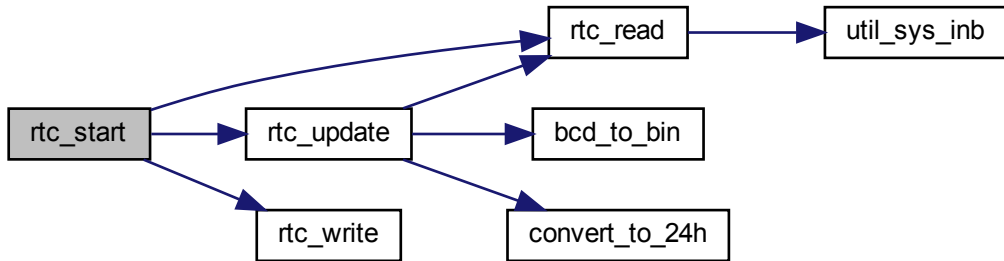 rtc_start
rtc_read
util_sys_inb
rtc_update
bcd_to_bin
rtc_write
convert_to_24h